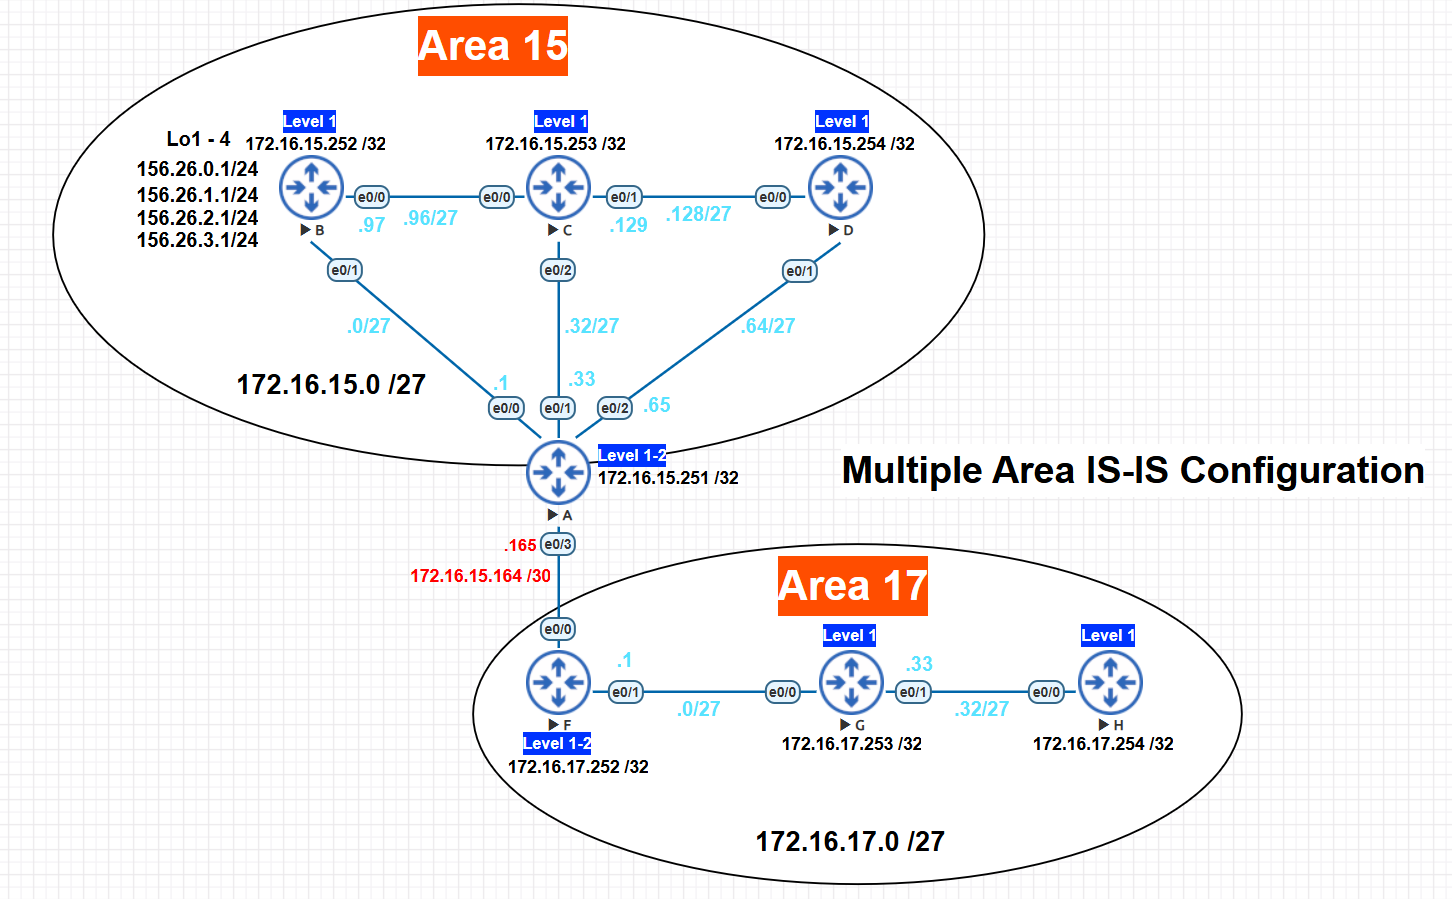 Area 15
Level 1
Level 1
Level 1
Lo1 - 4
172.16.15.252 /32
172.16.15.253 /32
172.16.15.254 /32
156.26.0.1/24
156.26.1.1/24
156.26.2.1/24
156.26.3.1/24
e0/0
e0/0
e0/1
e0/0
.97
.96/27
.129
.128/27
B
C
D
e0/1
e0/2
e0/1
.0/27
.32/27
.64/27
172.16.15.0 /27
.1
.33
.65
e0/0
e0/1
e0/2
Level 1-2
172.16.15.251 /32
Multiple Area IS-IS Configuration
A
.165
e0/3
172.16.15.164 /30
Area 17
e0/0
Level 1
Level 1
.1
.33
e0/1
e0/0
e0/1
e0/0
.0/27
.32/27
F
G
H
Level 1-2
172.16.17.253 /32
172.16.17.254 /32
172.16.17.252 /32
172.16.17.0 /27